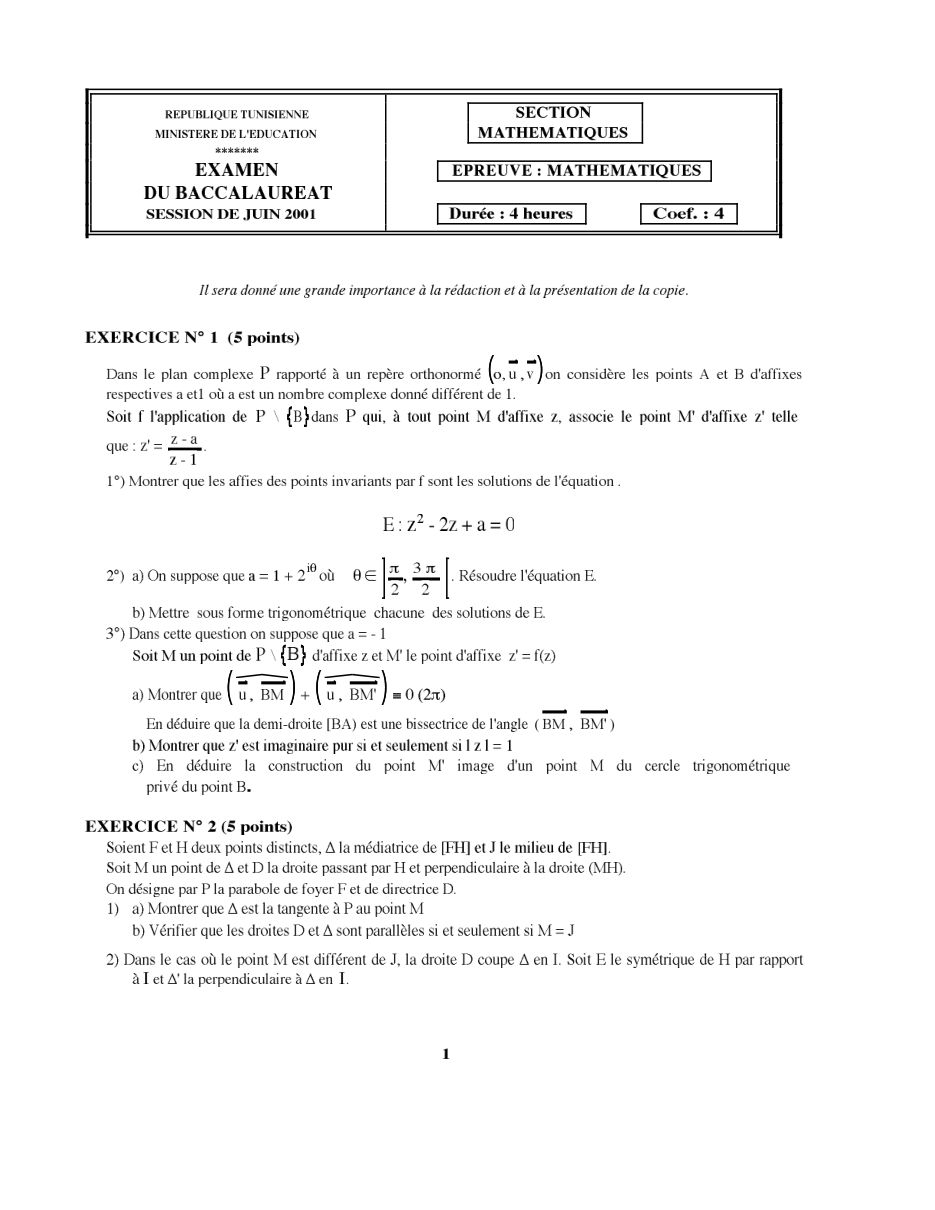 REPUBLIQUE TUNISIENNE
MINISTERE DE L'EDUCATION
*******
EXAMEN
DU BACCALAUREAT
SESSION DE JUIN 2001
SECTION
MATHEMATIQUES
EPREUVE : MATHEMATIQUES
Durée : 4 heures Coef. : 4
Il sera donné une grande importance à la rédaction et à la présentation de la copie.
EXERCICE N° 1 (5 points)
Dans le plan complexe P rapporté à un repère orthonormé (o, u⃗ , v⃗) on considère les points A et B d'affixes
respectives a et1 où a est un nombre complexe donné différent de 1.
Soit f l'application de P \ {B} dans P qui, à tout point M d'affixe z, associe le point M' d'affixe z' telle
que : z' = (z - a)/(z - 1) .
1°) Montrer que les affies des points invariants par f sont les solutions de l'équation .
E : z² - 2z + a = 0
2°) a) On suppose que a = 1 + 2^iθ où θ ∈ ]π/2, 3π/2[ . Résoudre l'équation E.
b) Mettre sous forme trigonométrique chacune des solutions de E.
3°) Dans cette question on suppose que a = - 1
Soit M un point de P \ {B} d'affixe z et M' le point d'affixe z' = f(z)
a) Montrer que (u⃗ , BM⃗) + (u⃗ , BM'⃗) ≡ 0 (2π)
En déduire que la demi-droite [BA) est une bissectrice de l'angle (BM⃗ , BM'⃗)
b) Montrer que z' est imaginaire pur si et seulement si l z l = 1
c) En déduire la construction du point M' image d'un point M du cercle trigonométrique
privé du point B.
EXERCICE N° 2 (5 points)
Soient F et H deux points distincts, Δ la médiatrice de [FH] et J le milieu de [FH].
Soit M un point de Δ et D la droite passant par H et perpendiculaire à la droite (MH).
On désigne par P la parabole de foyer F et de directrice D.
1) a) Montrer que Δ est la tangente à P au point M
b) Vérifier que les droites D et Δ sont parallèles si et seulement si M = J
2) Dans le cas où le point M est différent de J, la droite D coupe Δ en I. Soit E le symétrique de H par rapport
à I et Δ' la perpendiculaire à Δ en I.
1